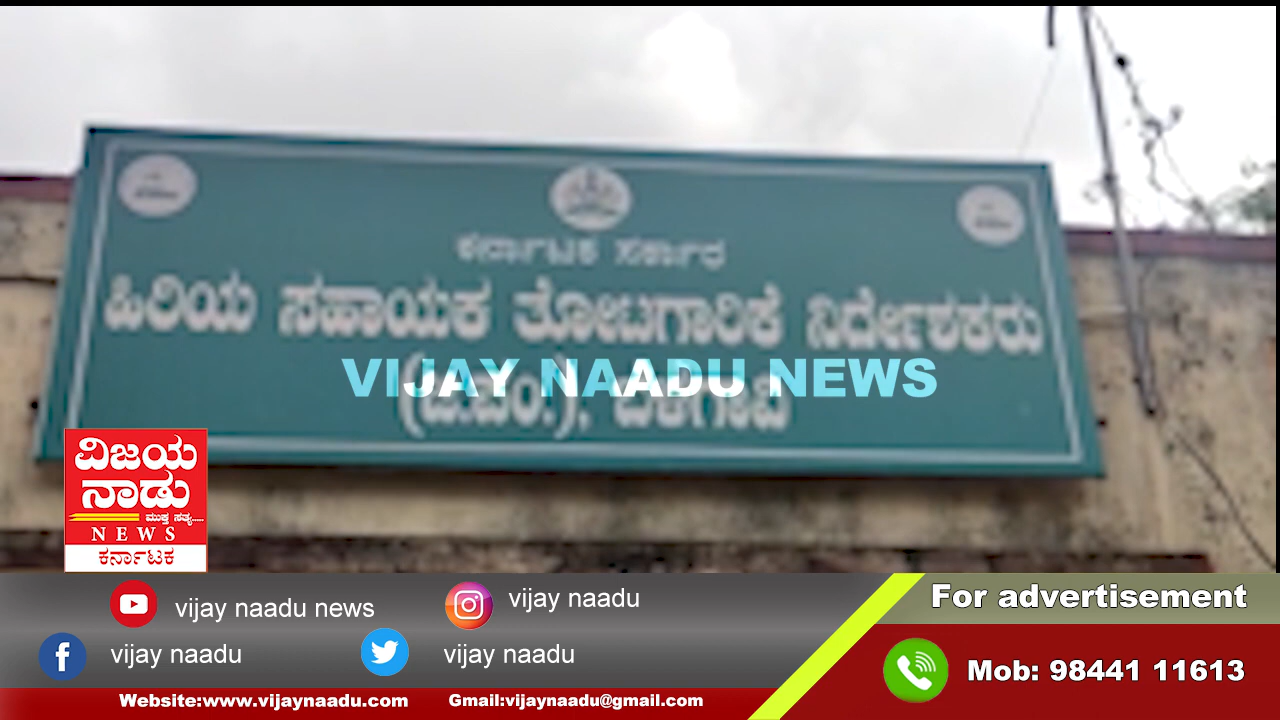 ಕರ್ನಾಟಕ ಸರ್ಕಾರ
ಹಿರಿಯ ಸಹಾಯಕ ತೋಟಗಾರಿಕೆ ನಿರ್ದೇಶಕರು
VIJAY NAADU NEWS
ವಿಜಯ
ನಾಡು
ಮುಕ್ತ ಸತ್ಯ.....
NEWS
ಕರ್ನಾಟಕ
vijay naadu news
vijay naadu
vijay naadu
vijay naadu
Website:www.vijaynaadu.com
Gmail:vijaynaadu@gmail.com
For advertisement
Mob: 98441 11613